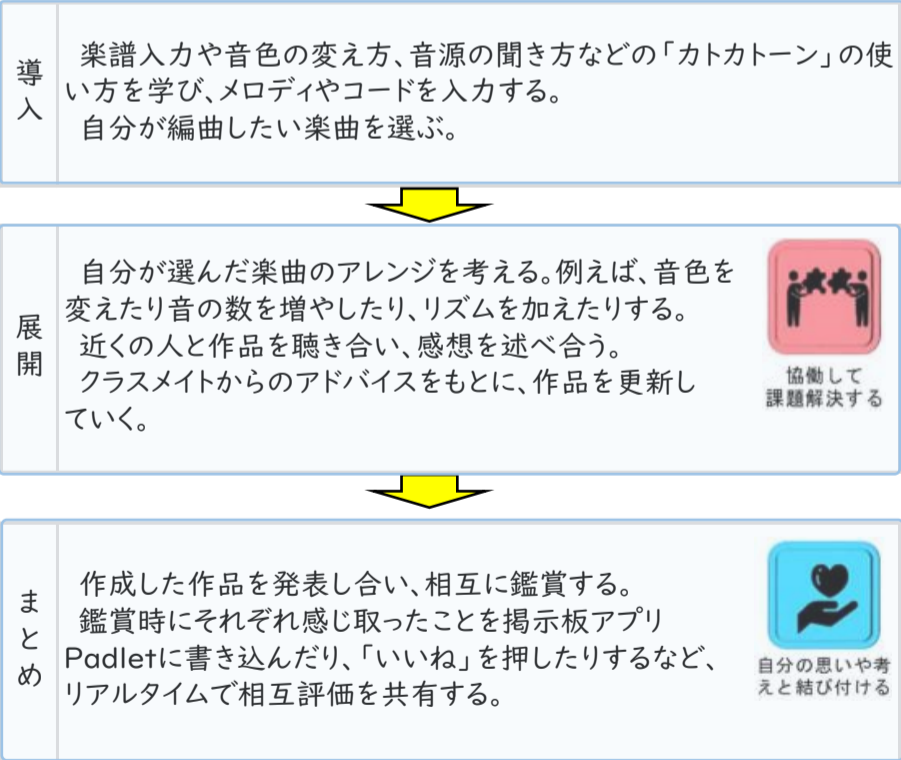 導入
楽譜入力や音色の変え方、音源の聞き方などの「カトカトーン」の使
い方を学び、メロディやコードを入力する。
自分が編曲したい楽曲を選ぶ。
展開
自分が選んだ楽曲のアレンジを考える。例えば、音色を
変えたり音の数を増やしたり、リズムを加えたりする。
近くの人と作品を聴き合い、感想を述べ合う。
クラスメイトからのアドバイスをもとに、作品を更新し
ていく。
協働して
課題解決する
まとめ
作成した作品を発表し合い、相互に鑑賞する。
鑑賞時にそれぞれ感じ取ったことを掲示板アプリ
Padletに書き込んだり、「いいね」を押したりするなど、
リアルタイムで相互評価を共有する。
自分の思いや考
えと結び付ける